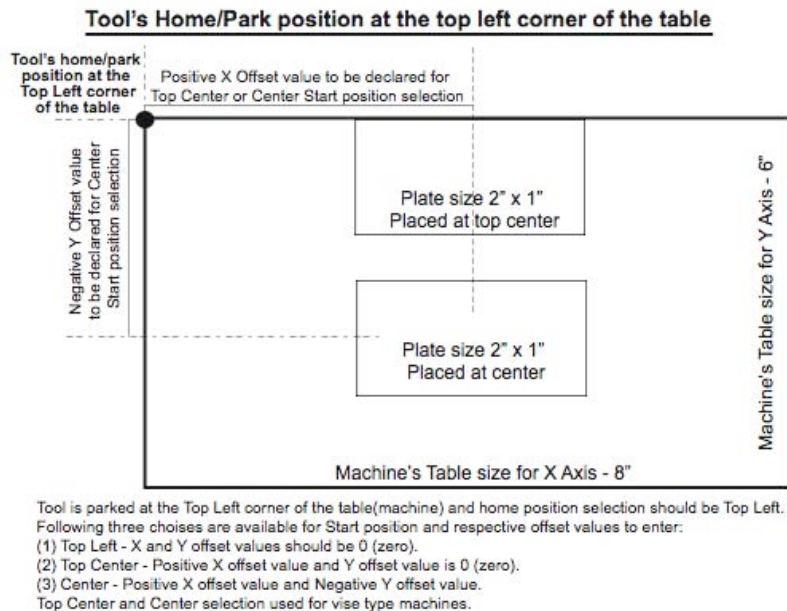 Tool's Home/Park position at the top left corner of the table
Tool's home/park
position at the
Top Left corner
of the table
Positive X Offset value to be declared for
Top Center or Center Start position selection
Negative Y Offset value
to be declared for Center
Start position selection
Plate size 2" x 1"
Placed at top center
Machine's Table size for Y Axis - 6"
Plate size 2" x 1"
Placed at center
Machine's Table size for X Axis - 8"
Tool is parked at the Top Left corner of the table(machine) and home position selection should be Top Left.
Following three choises are available for Start position and respective offset values to enter:
(1) Top Left - X and Y offset values should be 0 (zero).
(2) Top Center - Positive X offset value and Y offset value is 0 (zero).
(3) Center - Positive X offset value and Negative Y offset value.
Top Center and Center selection used for vise type machines.